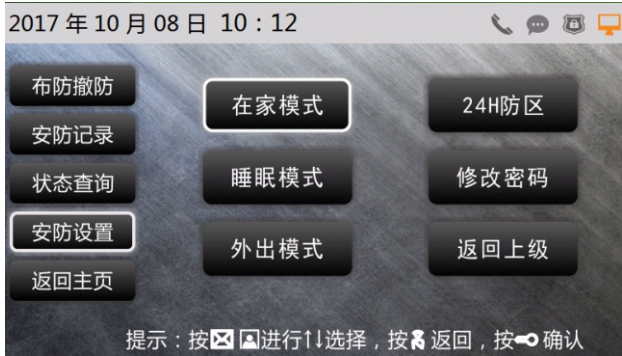 2017 年 10 月 08 日 10：12
布防撤防
安防记录
状态查询
安防设置
返回主页
在家模式 24H防区
睡眠模式 修改密码
外出模式 返回上级
提示：按进行↑↓选择，按返回，按确认